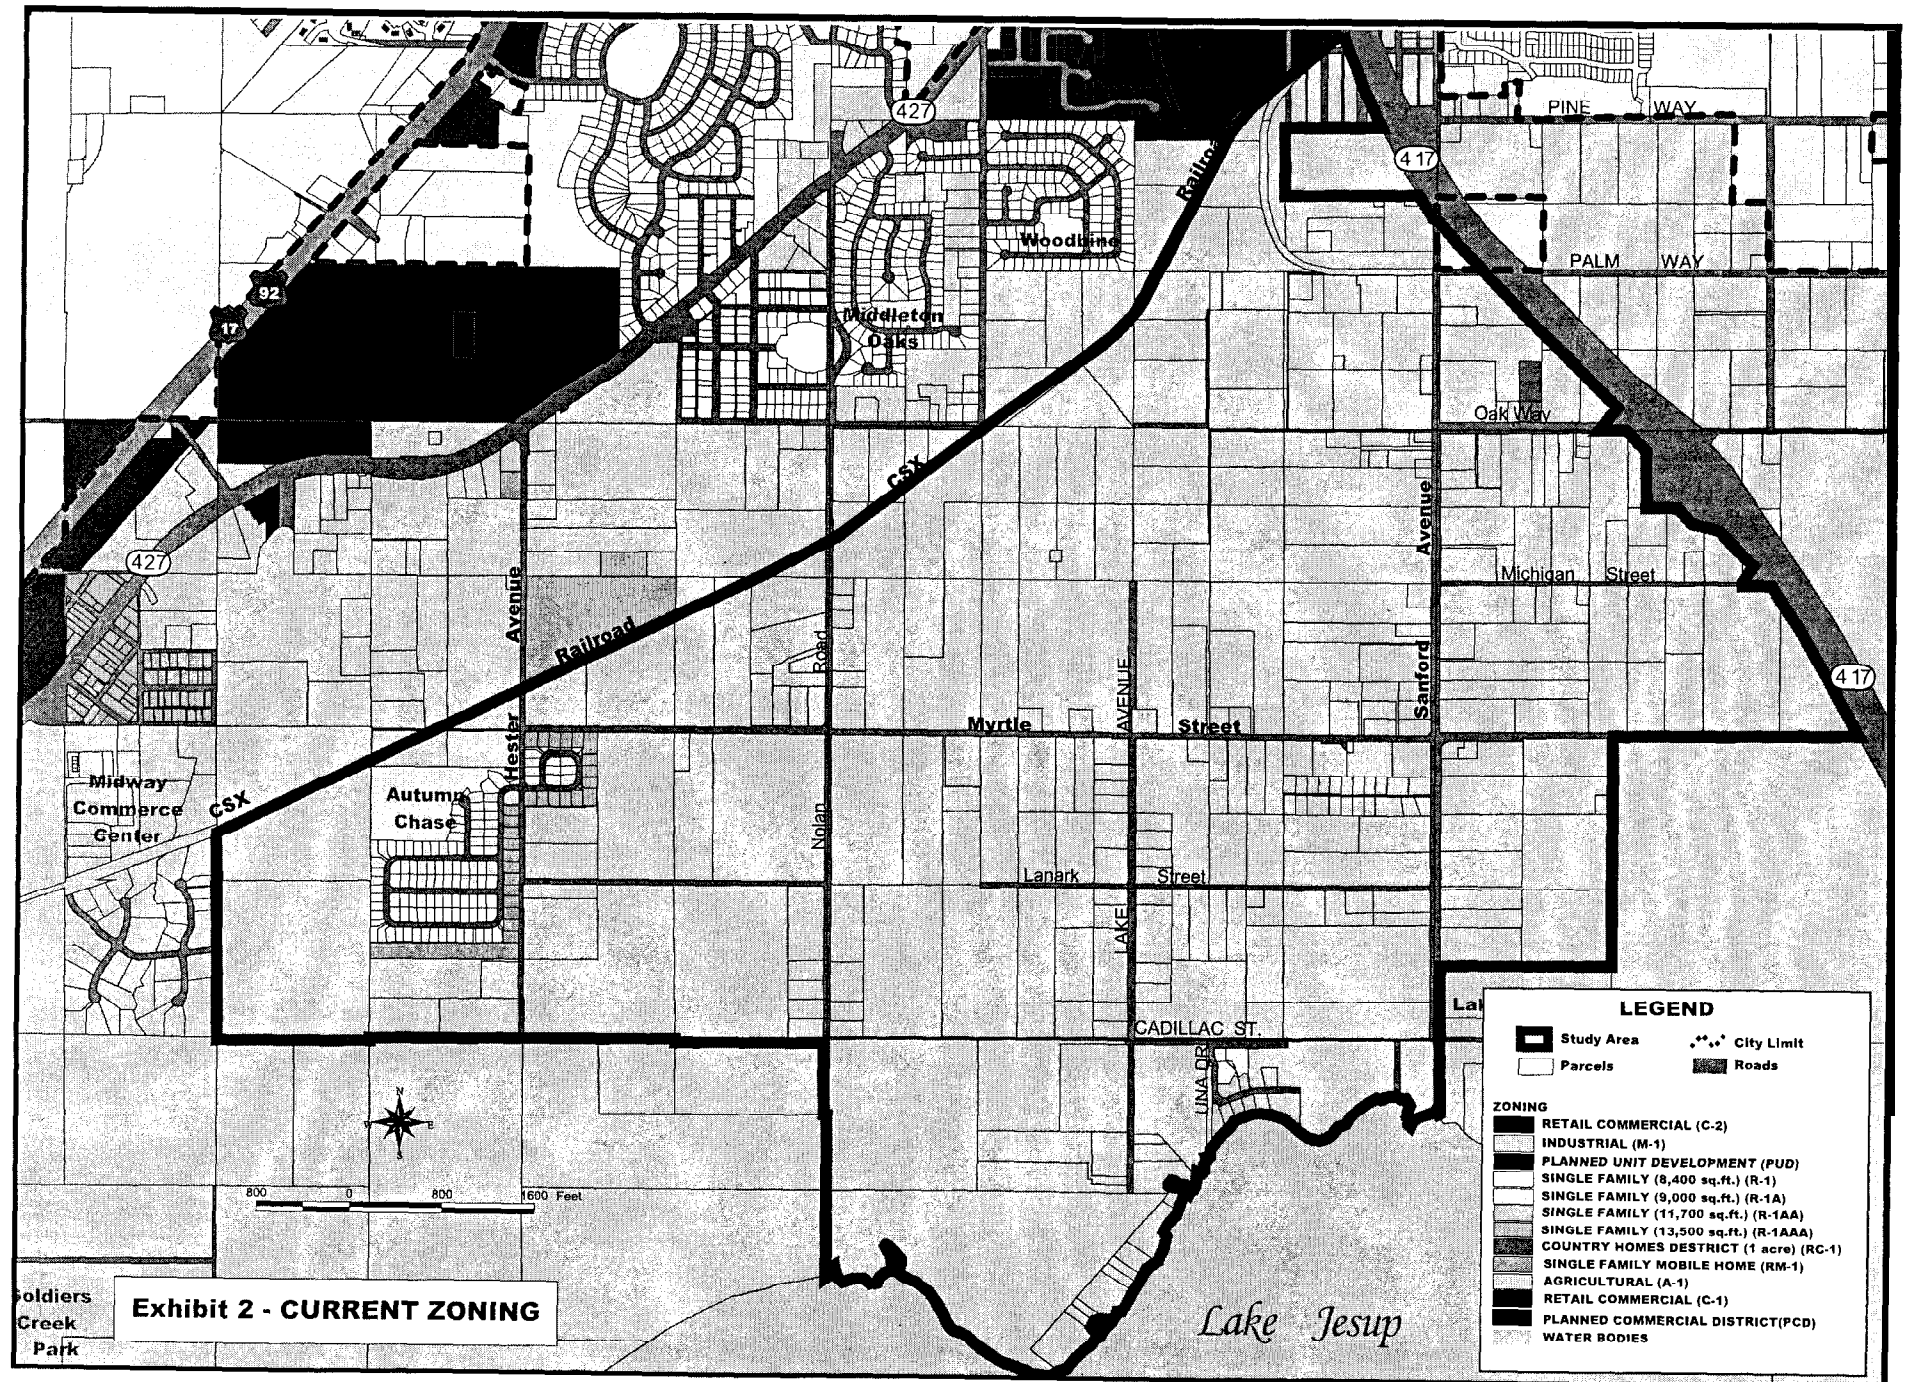 427
PINE WAY
417
Railroa
Woodbine
PALM WAY
92
17
Middleton
Oaks
Oak Way
CSX
Avenue
427
Michigan Street
Avenue
Railroad
Road
AVENUE
Sanford
417
Myrtle Street
Hester
Midway
Commerce
Center
CSX
Autumn
Chase
Nolan
Lanark Street
LAKE
CADILLAC ST.
LUNA DR
Lak
N
W E
S
800 0 800 1600 Feet
Soldiers
Creek
Park
Exhibit 2 - CURRENT ZONING
Lake Jesup
LEGEND
Study Area
City Limit
Parcels
Roads
ZONING
RETAIL COMMERCIAL (C-2)
INDUSTRIAL (M-1)
PLANNED UNIT DEVELOPMENT (PUD)
SINGLE FAMILY (8,400 sq.ft.) (R-1)
SINGLE FAMILY (9,000 sq.ft.) (R-1A)
SINGLE FAMILY (11,700 sq.ft.) (R-1AA)
SINGLE FAMILY (13,500 sq.ft.) (R-1AAA)
COUNTRY HOMES DESTRICT (1 acre) (RC-1)
SINGLE FAMILY MOBILE HOME (RM-1)
AGRICULTURAL (A-1)
RETAIL COMMERCIAL (C-1)
PLANNED COMMERCIAL DISTRICT(PCD)
WATER BODIES